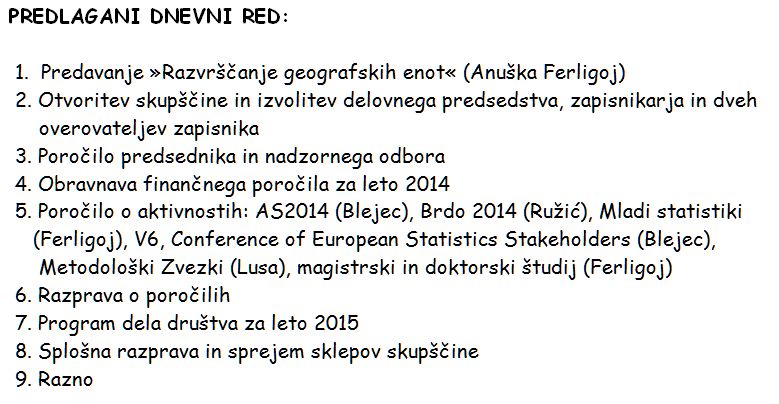 PREDLAGANI DNEVNI RED:
1. Predavanje »Razvrščanje geografskih enot« (Anuška Ferligoj)
2. Otvoritev skupščine in izvolitev delovnega predsedstva, zapisnikarja in dveh
overovateljev zapisnika
3. Poročilo predsednika in nadzornega odbora
4. Obravnava finančnega poročila za leto 2014
5. Poročilo o aktivnostih: AS2014 (Blejec), Brdo 2014 (Ružić), Mladi statistiki
(Ferligoj), V6, Conference of European Statistics Stakeholders (Blejec),
Metodološki Zvezki (Lusa), magistrski in doktorski študij (Ferligoj)
6. Razprava o poročilih
7. Program dela društva za leto 2015
8. Splošna razprava in sprejem sklepov skupščine
9. Razno